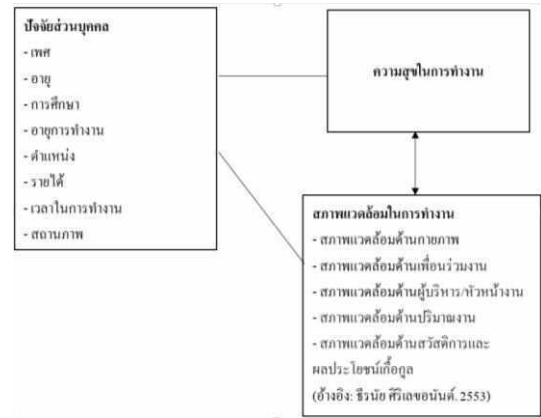 ปัจจัยส่วนบุคคล
- เพศ
- อายุ
- การศึกษา
- อายุการทำงาน
- ตำแหน่ง
- รายได้
- เวลาในการทำงาน
- สถานภาพ
ความสุขในการทำงาน
สภาพแวดล้อมในการทำงาน
- สภาพแวดล้อมด้านกายภาพ
- สภาพแวดล้อมด้านเพื่อนร่วมงาน
- สภาพแวดล้อมด้านผู้บริหาร/หัวหน้างาน
- สภาพแวดล้อมด้านปริมาณงาน
- สภาพแวดล้อมด้านสวัสดิการและ
ผลประโยชน์เกื้อกูล
(อ้างอิง: ธีรนัย ศิริเลขอนันต์. 2553)